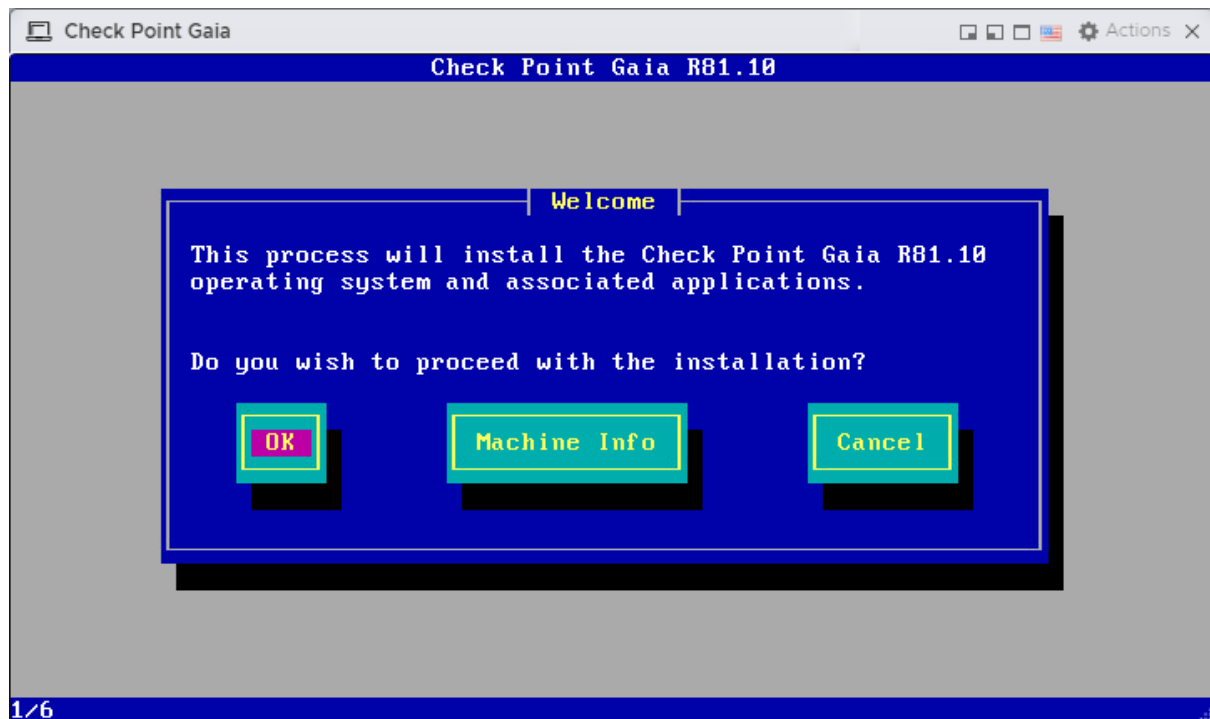 Check Point Gaia
Actions
Check Point Gaia R81.10
Welcome
This process will install the Check Point Gaia R81.10
operating system and associated applications.
Do you wish to proceed with the installation?
OK Machine Info Cancel
1/6